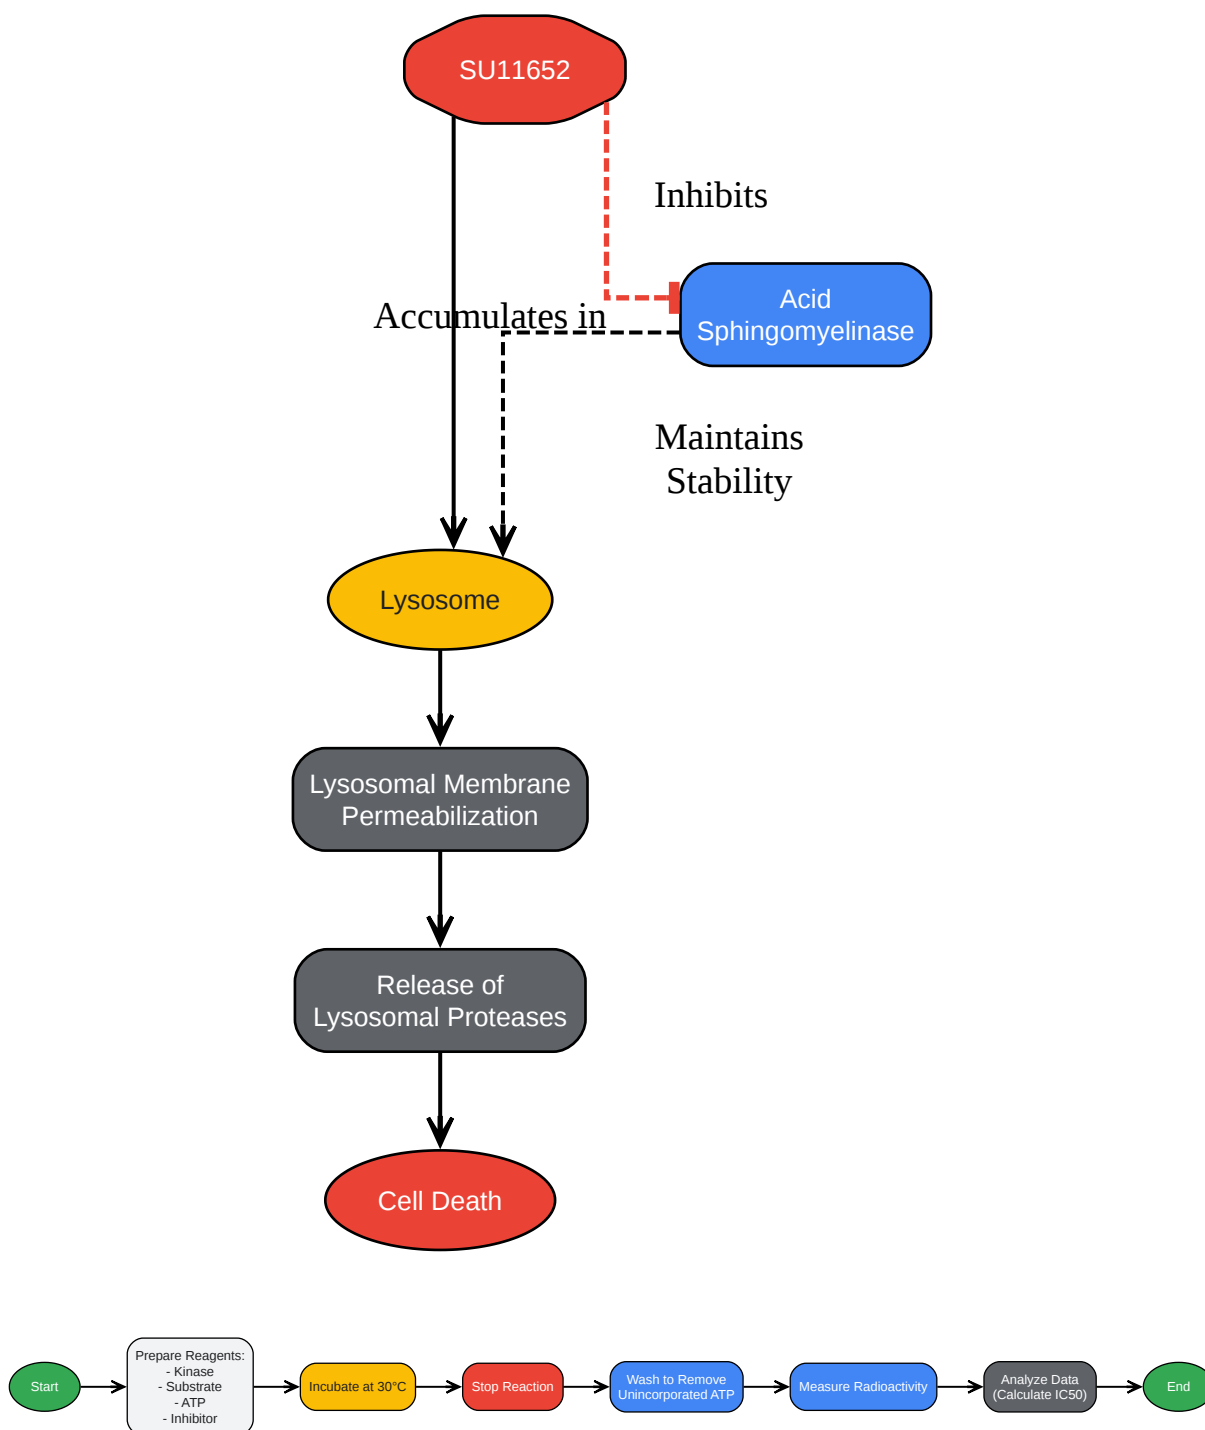 SU11652
Inhibits
Acid
Sphingomyelinase
Accumulates in
Maintains
Stability
Lysosome
Lysosomal Membrane
Permeabilization
Release of
Lysosomal Proteases
Cell Death
Start
Prepare Reagents:
- Kinase
- Substrate
- ATP
- Inhibitor
Incubate at 30°C
Stop Reaction
Wash to Remove
Unincorporated ATP
Measure Radioactivity
Analyze Data
(Calculate IC50)
End